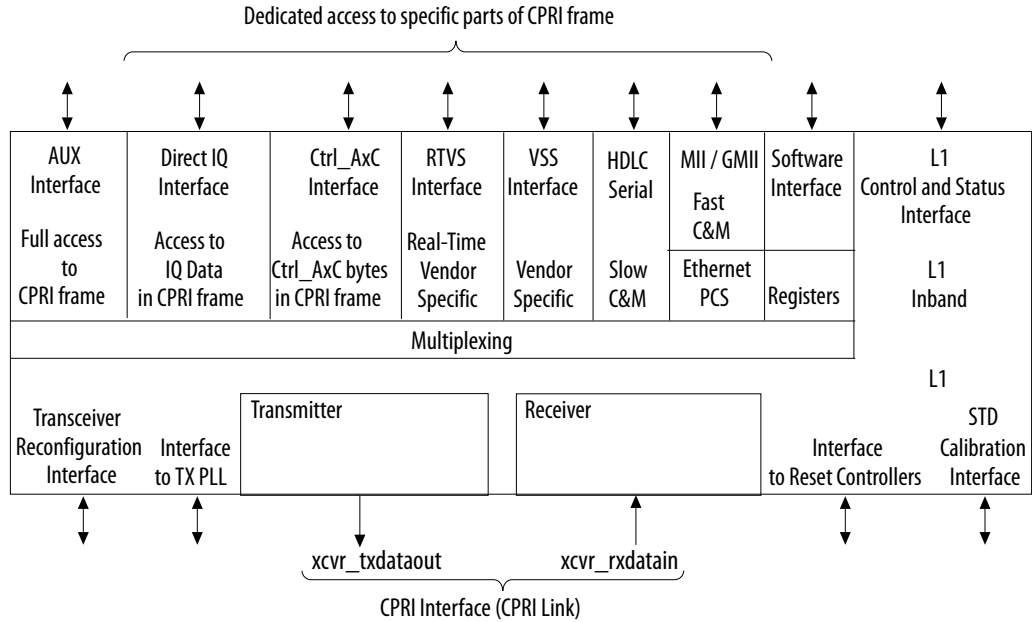 Dedicated access to specific parts of CPRI frame
AUX
Interface
Full access
to
CPRI frame
Direct IQ
Interface
Access to
IQ Data
in CPRI frame
Ctrl_AxC
Interface
Access to
Ctrl_AxC bytes
in CPRI frame
RTVS
Interface
Real-Time
Vendor
Specific
VSS
Interface
Vendor
Specific
HDLC
Serial
Slow
C&M
MII / GMII
Fast
C&M
Ethernet
PCS
Software
Interface
Registers
L1
Control and Status
Interface
L1
Inband
Multiplexing
L1
Transceiver
Reconfiguration
Interface
Interface
to TX PLL
Transmitter
Receiver
Interface
to Reset Controllers
STD
Calibration
Interface
xcvr_txdataout
xcvr_rxdatain
CPRI Interface (CPRI Link)